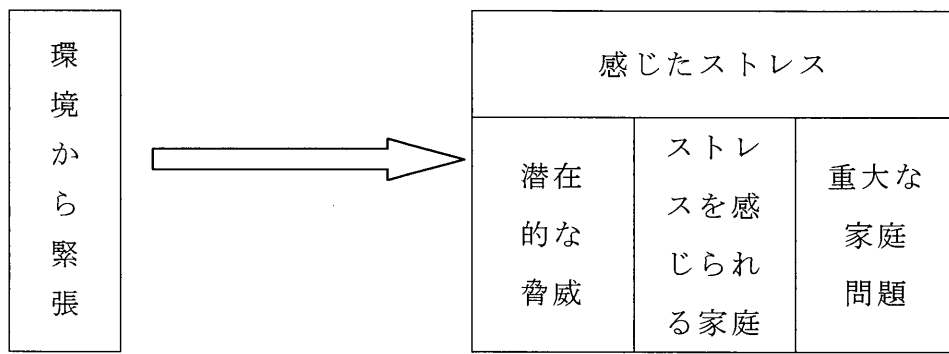 環境から緊張
感じたストレス
潜在
的な
脅威
ストレ
スを感
じられ
る家庭
重大な
家庭
問題